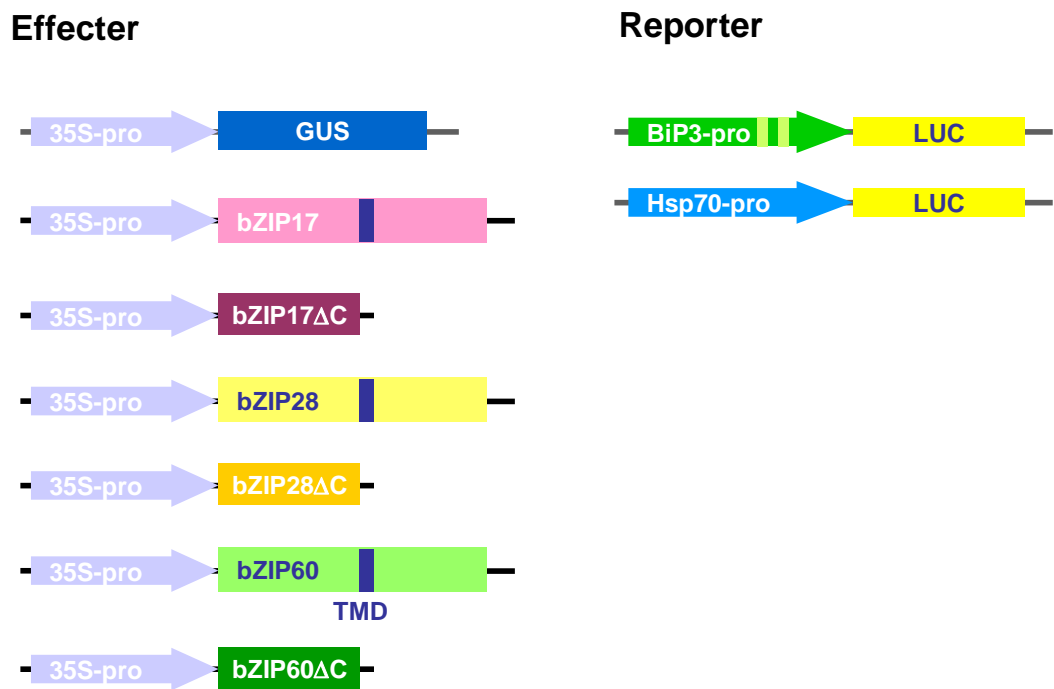 Effecter
35S-pro GUS
35S-pro bZIP17
35S-pro bZIP17ΔC
35S-pro bZIP28
35S-pro bZIP28ΔC
35S-pro bZIP60
TMD
35S-pro bZIP60ΔC
Reporter
BiP3-pro LUC
Hsp70-pro LUC